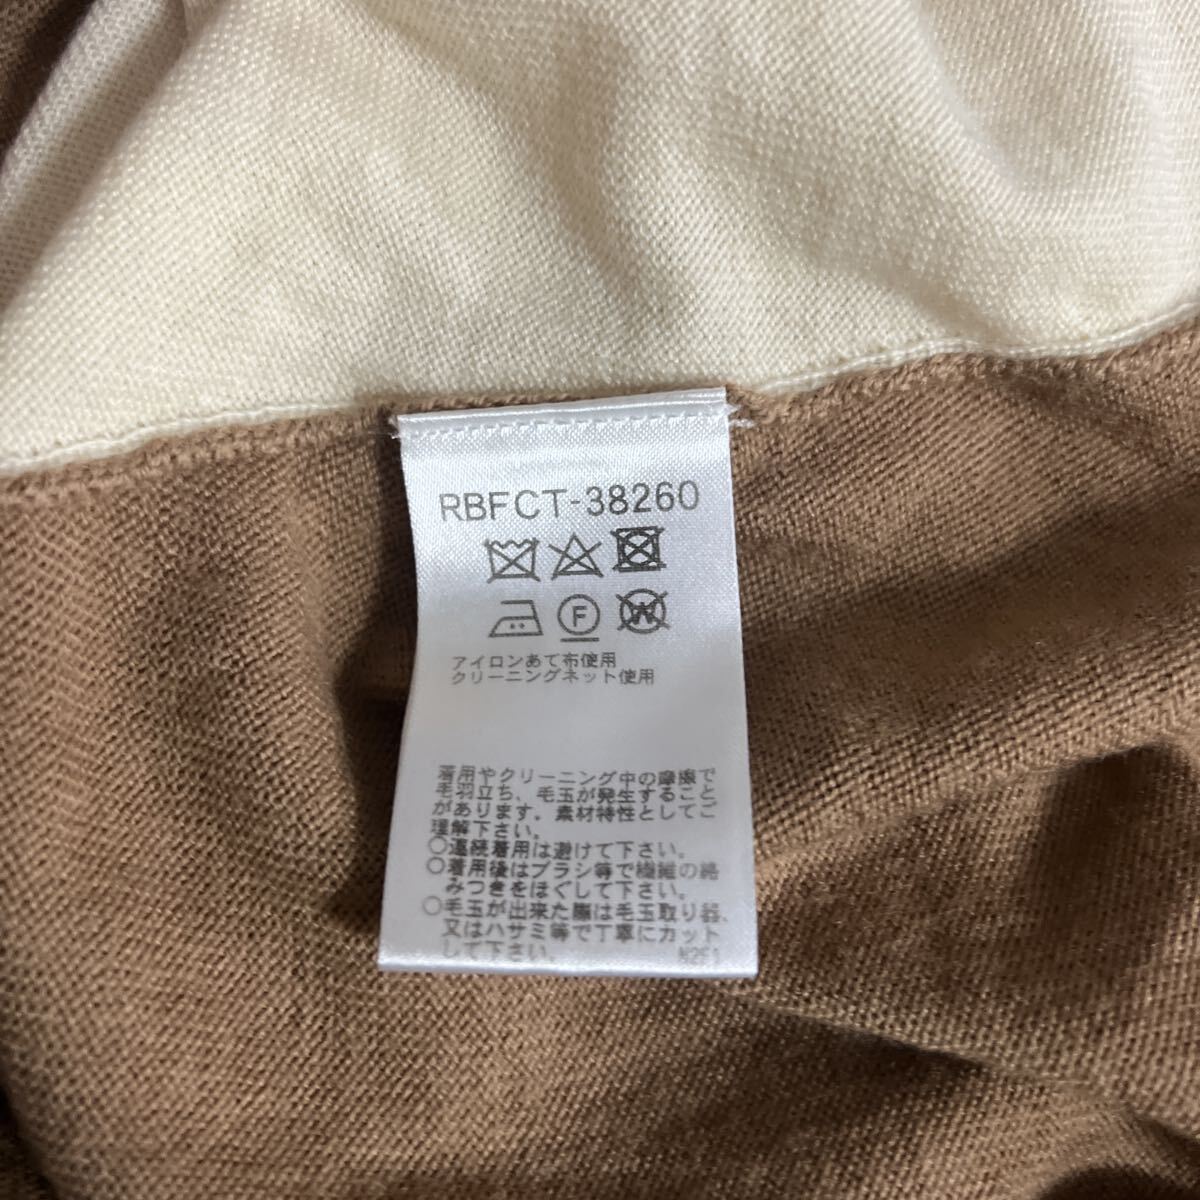 RBFCT-38260
F
W
アイロンあて布使用
クリーニングネット使用
着用やクリーニング中の摩擦で
毛羽立ち、毛玉が発生すること
があります。素材特性としてご
理解下さい。
○連続着用は避けて下さい。
○着用後はブラシ等で繊維の絡
みつきをほぐして下さい。
○毛玉が出来た際は毛玉取り器、
又はハサミ等で丁寧にカット
して下さい。